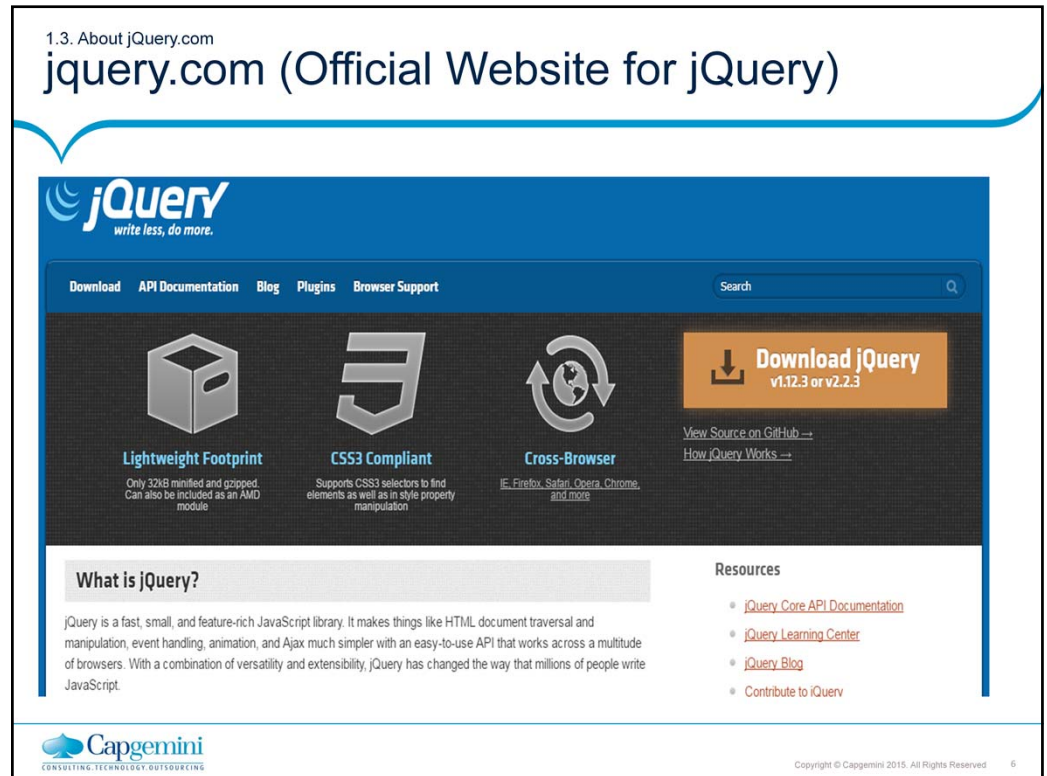 1.3. About jQuery.com
jquery.com (Official Website for jQuery)
jQuery
write less, do more.
Download API Documentation Blog Plugins Browser Support
Search
Download jQuery
v1.12.3 or v2.2.3
View Source on GitHub →
How jQuery Works →
Lightweight Footprint
Only 32kB minified and gzipped.
Can also be included as an AMD
module
CSS3 Compliant
Supports CSS3 selectors to find
elements as well as in style property
manipulation
Cross-Browser
IE, Firefox, Safari, Opera, Chrome,
and more
What is jQuery?
jQuery is a fast, small, and feature-rich JavaScript library. It makes things like HTML document traversal and
manipulation, event handling, animation, and Ajax much simpler with an easy-to-use API that works across a multitude
of browsers. With a combination of versatility and extensibility, jQuery has changed the way that millions of people write
JavaScript.
Resources
jQuery Core API Documentation
jQuery Learning Center
jQuery Blog
Contribute to jQuery
Capgemini
CONSULTING.TECHNOLOGY.OUTSOURCING
Copyright © Capgemini 2015. All Rights Reserved 6